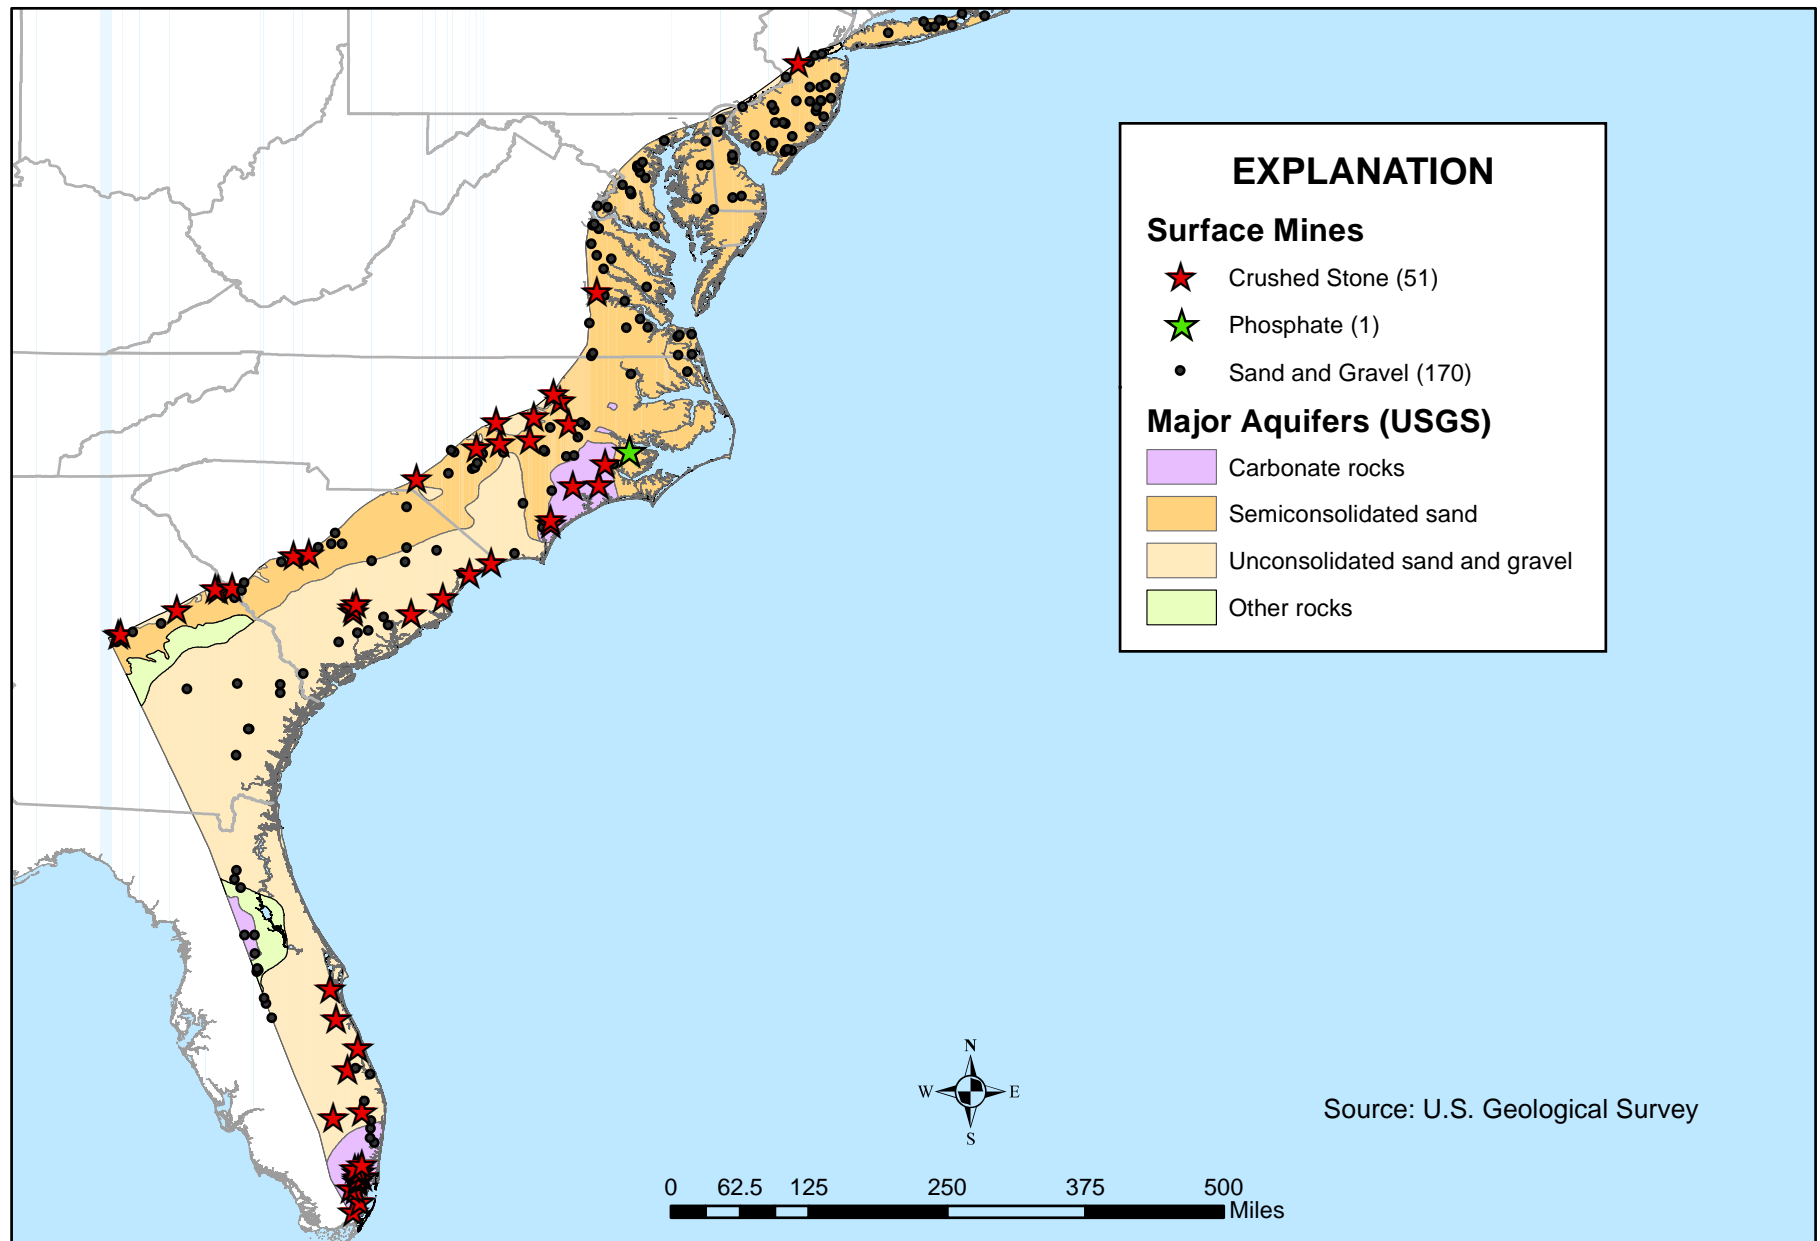 EXPLANATION
Surface Mines
Crushed Stone (51)
Phosphate (1)
Sand and Gravel (170)
Major Aquifers (USGS)
Carbonate rocks
Semiconsolidated sand
Unconsolidated sand and gravel
Other rocks
N
W E
S
Source: U.S. Geological Survey
0 62.5 125 250 375 500
Miles